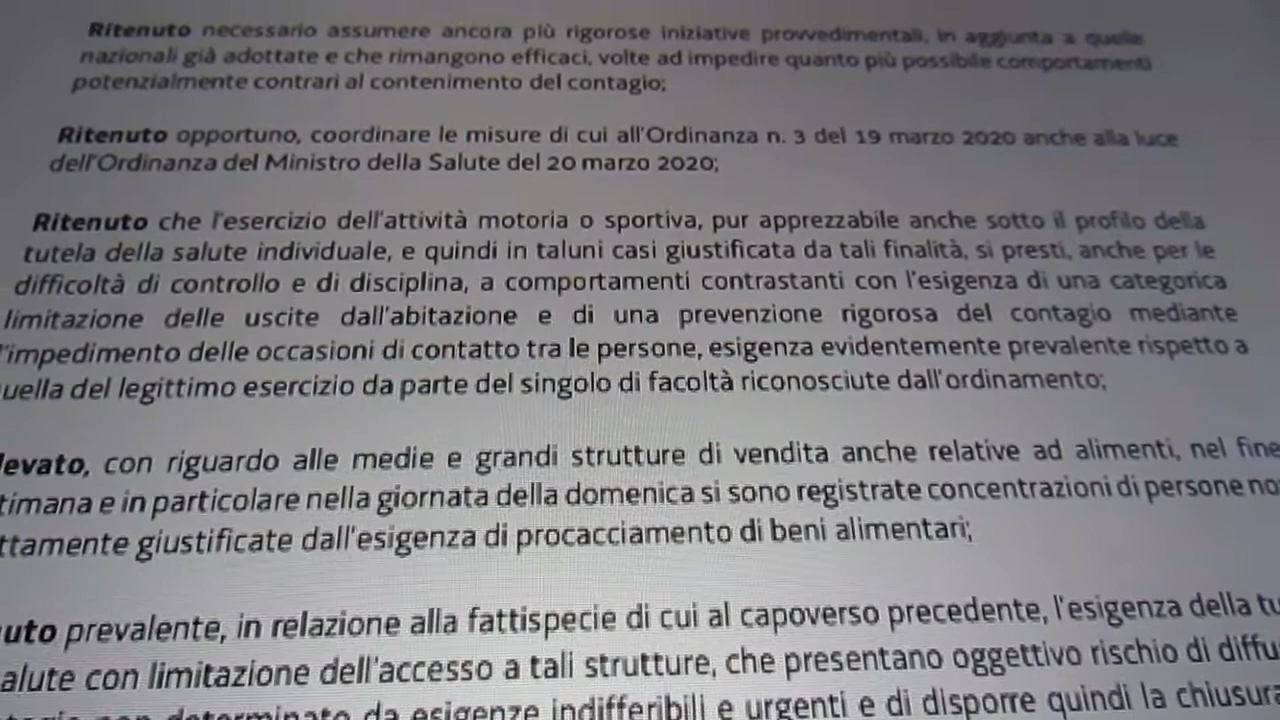 Ritenuto necessario assumere ancora più rigorose iniziative provvedimentali, in aggiunta a quelle
nazionali già adottate e che rimangono efficaci, volte ad impedire quanto più possibile comportamenti
potenzialmente contrari al contenimento del contagio;
Ritenuto opportuno, coordinare le misure di cui all'Ordinanza n. 3 del 19 marzo 2020 anche alla luce
dell'Ordinanza del Ministro della Salute del 20 marzo 2020;
Ritenuto che l'esercizio dell'attività motoria o sportiva, pur apprezzabile anche sotto il profilo della
tutela della salute individuale, e quindi in taluni casi giustificata da tali finalità, si presti, anche per le
difficoltà di controllo e di disciplina, a comportamenti contrastanti con l'esigenza di una categorica
limitazione delle uscite dall'abitazione e di una prevenzione rigorosa del contagio mediante
l'impedimento delle occasioni di contatto tra le persone, esigenza evidentemente prevalente rispetto a
uella del legittimo esercizio da parte del singolo di facoltà riconosciute dall'ordinamento;
levato, con riguardo alle medie e grandi strutture di vendita anche relative ad alimenti, nel fine
timana e in particolare nella giornata della domenica si sono registrate concentrazioni di persone no
ttamente giustificate dall'esigenza di procacciamento di beni alimentari;
uto prevalente, in relazione alla fattispecie di cui al capoverso precedente, l'esigenza della tu
alute con limitazione dell'accesso a tali strutture, che presentano oggettivo rischio di diffu
determinato da esigenze indifferibili e urgenti e di disporre quindi la chiusura